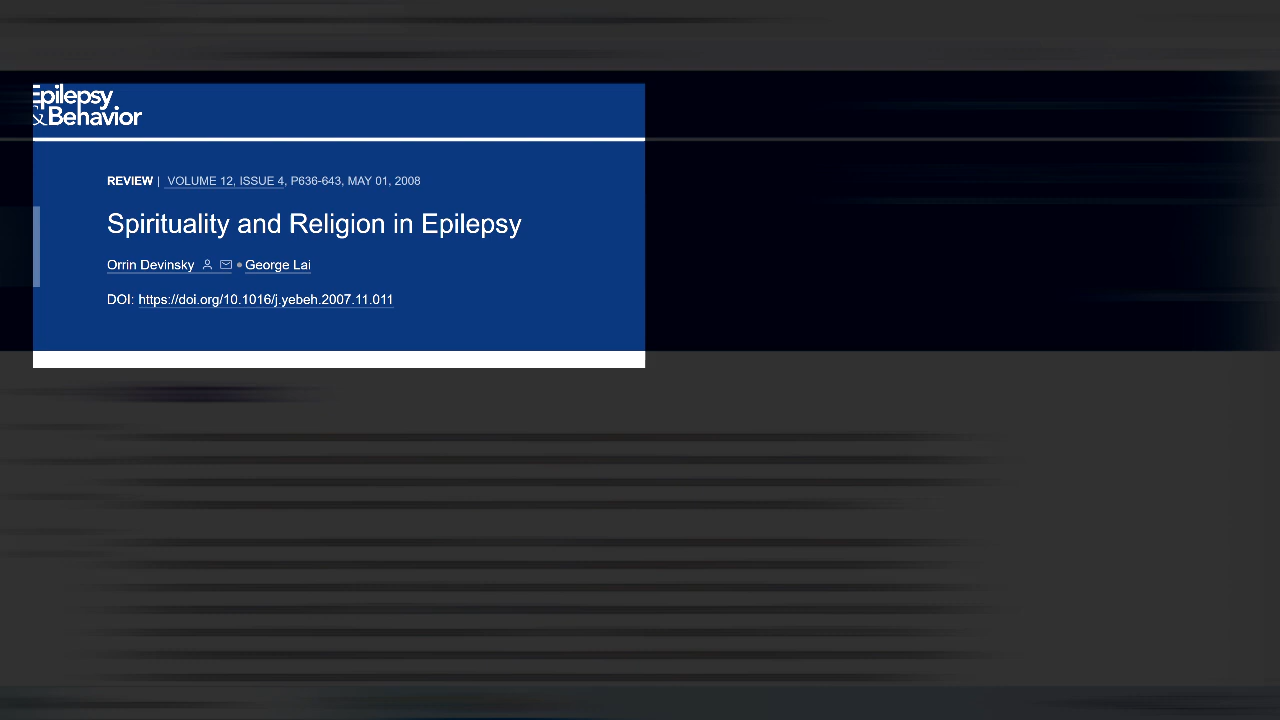 Epilepsy
&Behavior
REVIEW | VOLUME 12, ISSUE 4, P636-643, MAY 01, 2008
Spirituality and Religion in Epilepsy
Orrin Devinsky • George Lai
DOI: https://doi.org/10.1016/j.yebeh.2007.11.011